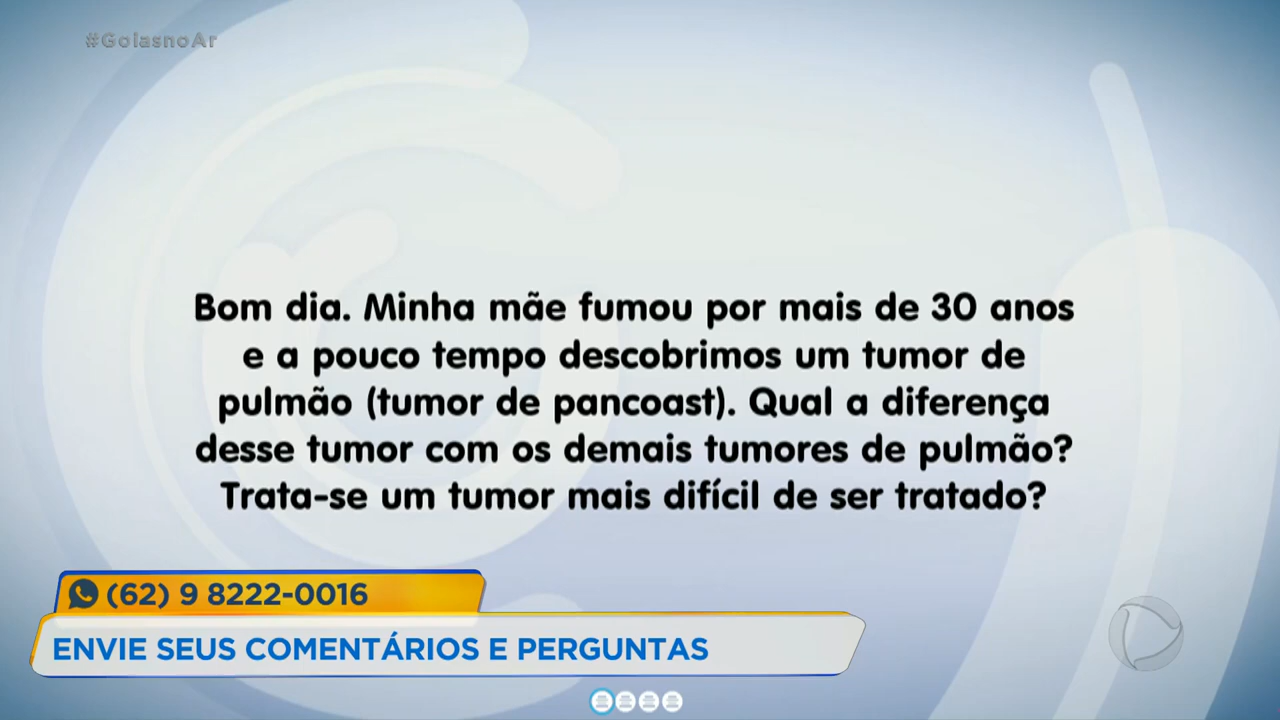 #GoiasnoAr
Bom dia. Minha mãe fumou por mais de 30 anos
e a pouco tempo descobrimos um tumor de
pulmão (tumor de pancoast). Qual a diferença
desse tumor com os demais tumores de pulmão?
Trata-se um tumor mais difícil de ser tratado?
(62) 9 8222-0016
ENVIE SEUS COMENTÁRIOS E PERGUNTAS